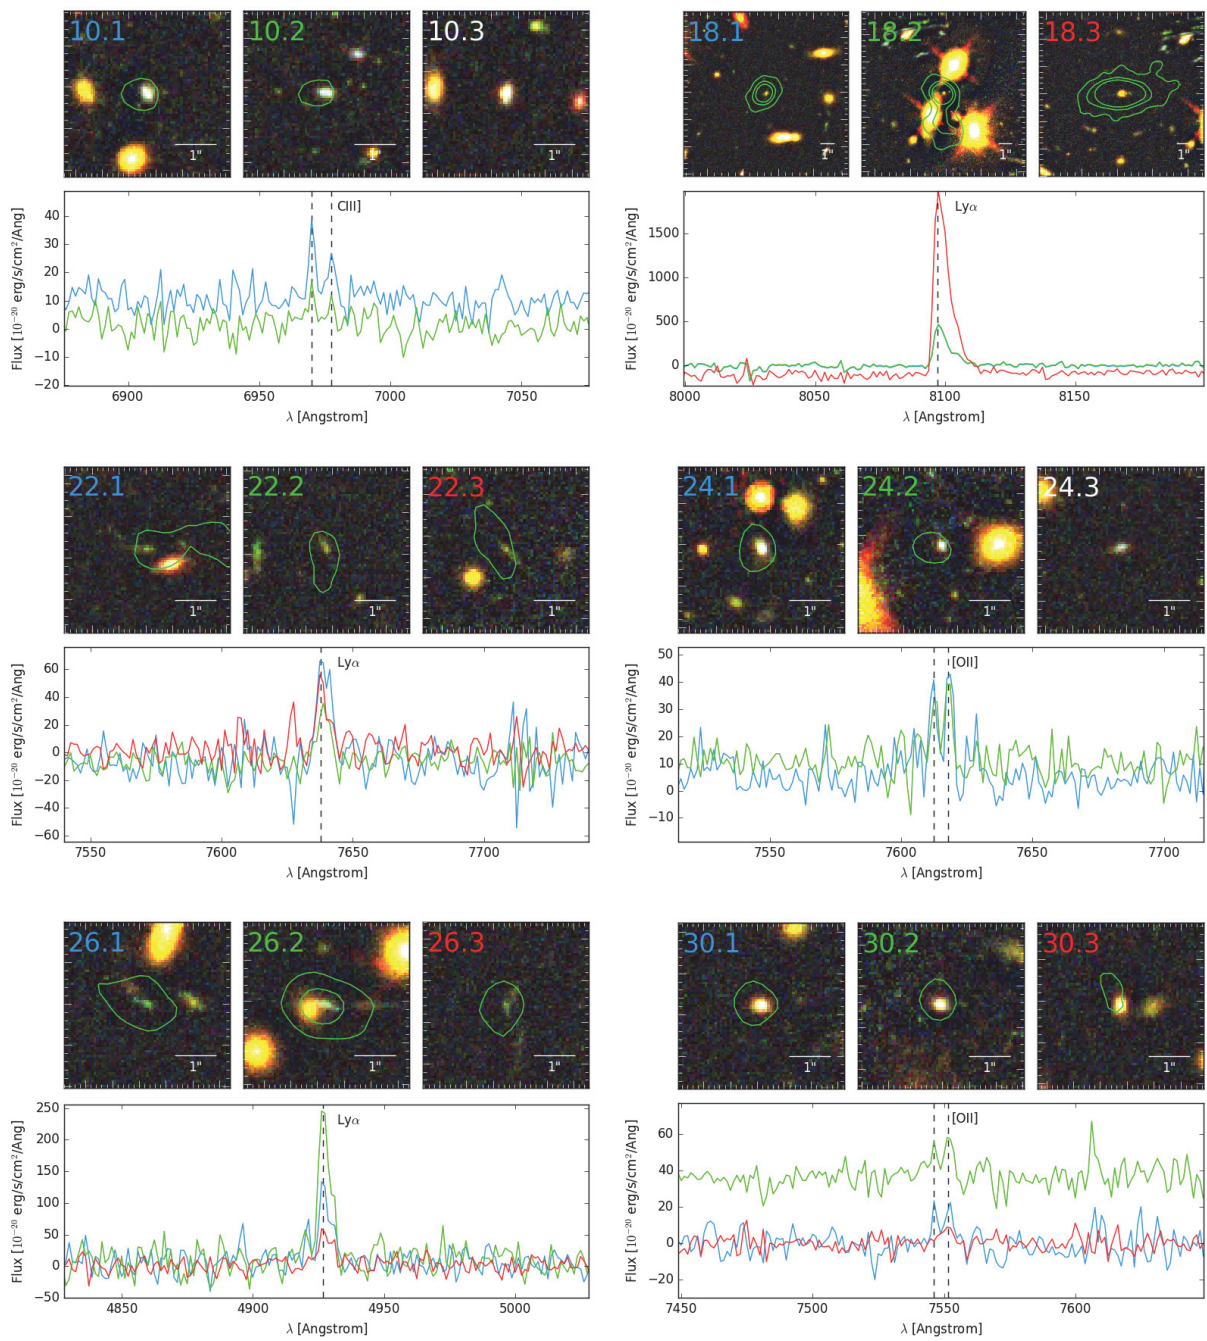 10.1 10.2 10.3
1" 1" 1"
CIII]
Flux [10⁻²⁰ erg/s/cm²/Ang]
40
30
20
10
0
−10
−20
6900 6950 7000 7050
λ [Angstrom]
18.1 18.2 18.3
1" 1" 1"
Lyα
Flux [10⁻²⁰ erg/s/cm²/Ang]
1500
1000
500
0
8000 8050 8100 8150
λ [Angstrom]
22.1 22.2 22.3
1" 1" 1"
Lyα
Flux [10⁻²⁰ erg/s/cm²/Ang]
60
40
20
0
−20
−40
−60
7550 7600 7650 7700
λ [Angstrom]
24.1 24.2 24.3
1" 1" 1"
[OII]
Flux [10⁻²⁰ erg/s/cm²/Ang]
50
40
30
20
10
0
−10
7550 7600 7650 7700
λ [Angstrom]
26.1 26.2 26.3
1" 1" 1"
Lyα
Flux [10⁻²⁰ erg/s/cm²/Ang]
250
200
150
100
50
0
−50
4850 4900 4950 5000
λ [Angstrom]
30.1 30.2 30.3
1" 1" 1"
[OII]
Flux [10⁻²⁰ erg/s/cm²/Ang]
60
40
20
0
−20
7450 7500 7550 7600
λ [Angstrom]